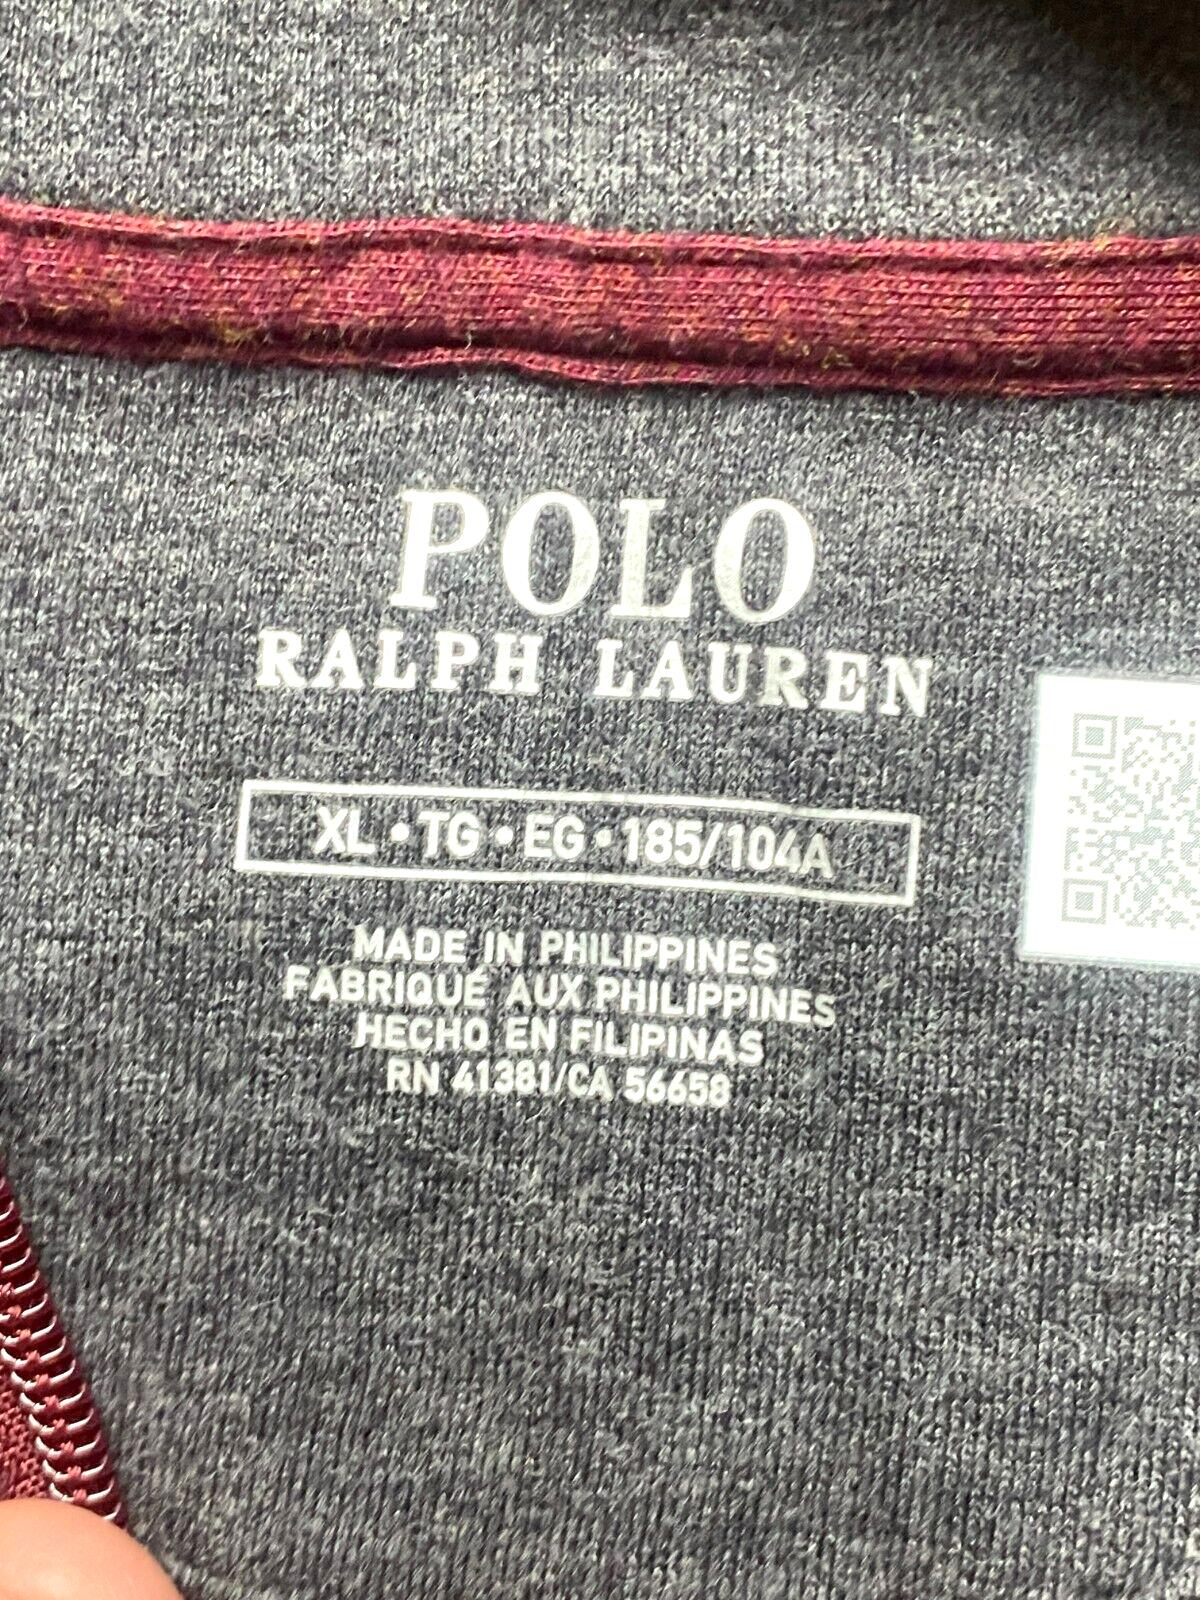 POLO
RALPH LAUREN
XL • TG • EG • 185/104A
MADE IN PHILIPPINES
FABRIQUÉ AUX PHILIPPINES
HECHO EN FILIPINAS
RN 41381/CA 56658